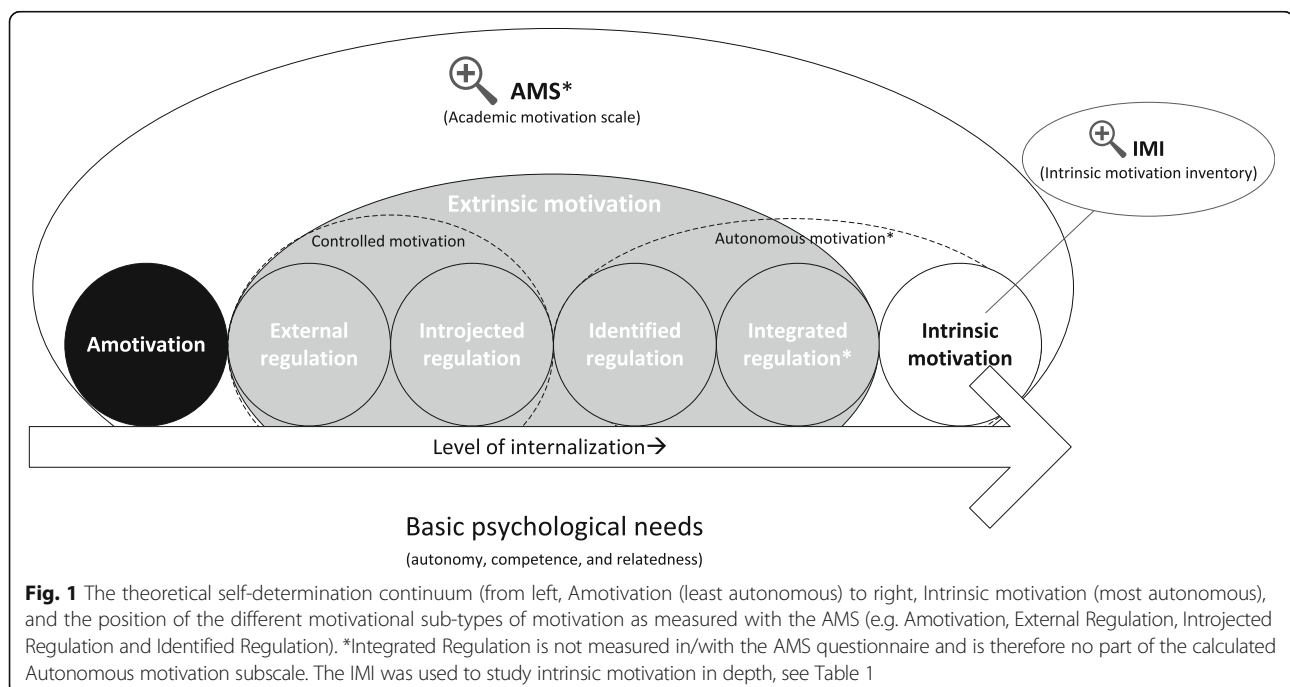 AMS*
(Academic motivation scale)
IMI
(Intrinsic motivation inventory)
Extrinsic motivation
Controlled motivation
Autonomous motivation*
Amotivation
External
regulation
Introjected
regulation
Identified
regulation
Integrated
regulation*
Intrinsic
motivation
Level of internalization→
Basic psychological needs
(autonomy, competence, and relatedness)
Fig. 1 The theoretical self-determination continuum (from left, Amotivation (least autonomous) to right, Intrinsic motivation (most autonomous),
and the position of the different motivational sub-types of motivation as measured with the AMS (e.g. Amotivation, External Regulation, Introjected
Regulation and Identified Regulation). *Integrated Regulation is not measured in/with the AMS questionnaire and is therefore no part of the calculated
Autonomous motivation subscale. The IMI was used to study intrinsic motivation in depth, see Table 1